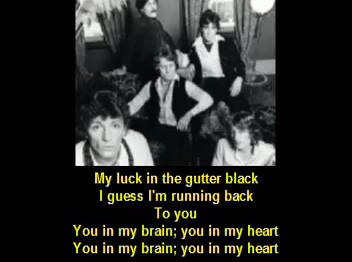 My luck in the gutter black
I guess I'm running back
To you
You in my brain; you in my heart
You in my brain; you in my heart